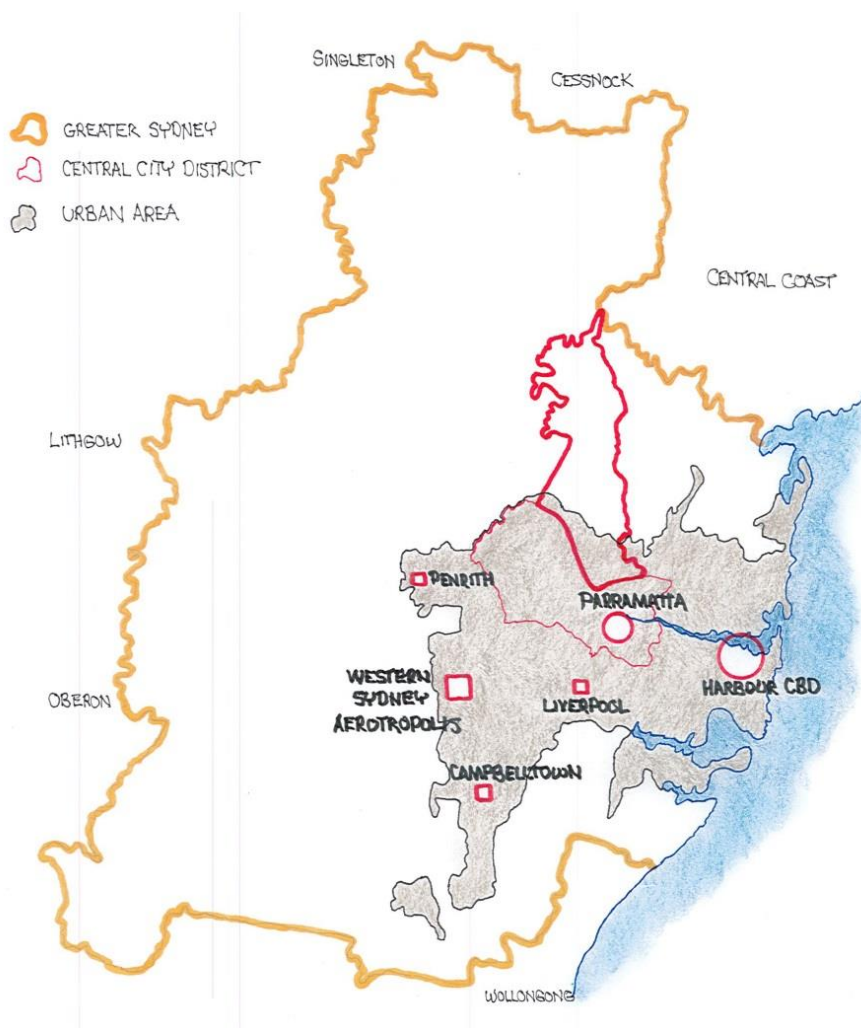 SINGLETON
CESSNOCK
GREATER SYDNEY
CENTRAL CITY DISTRICT
URBAN AREA
CENTRAL COAST
LITHGOW
PENRITH
PARRAMATTA
WESTERN
SYDNEY
AEROTROPOLIS
LIVERPOOL
HARBOUR CBD
OBERON
CAMPBELLTOWN
WOLLONGONG